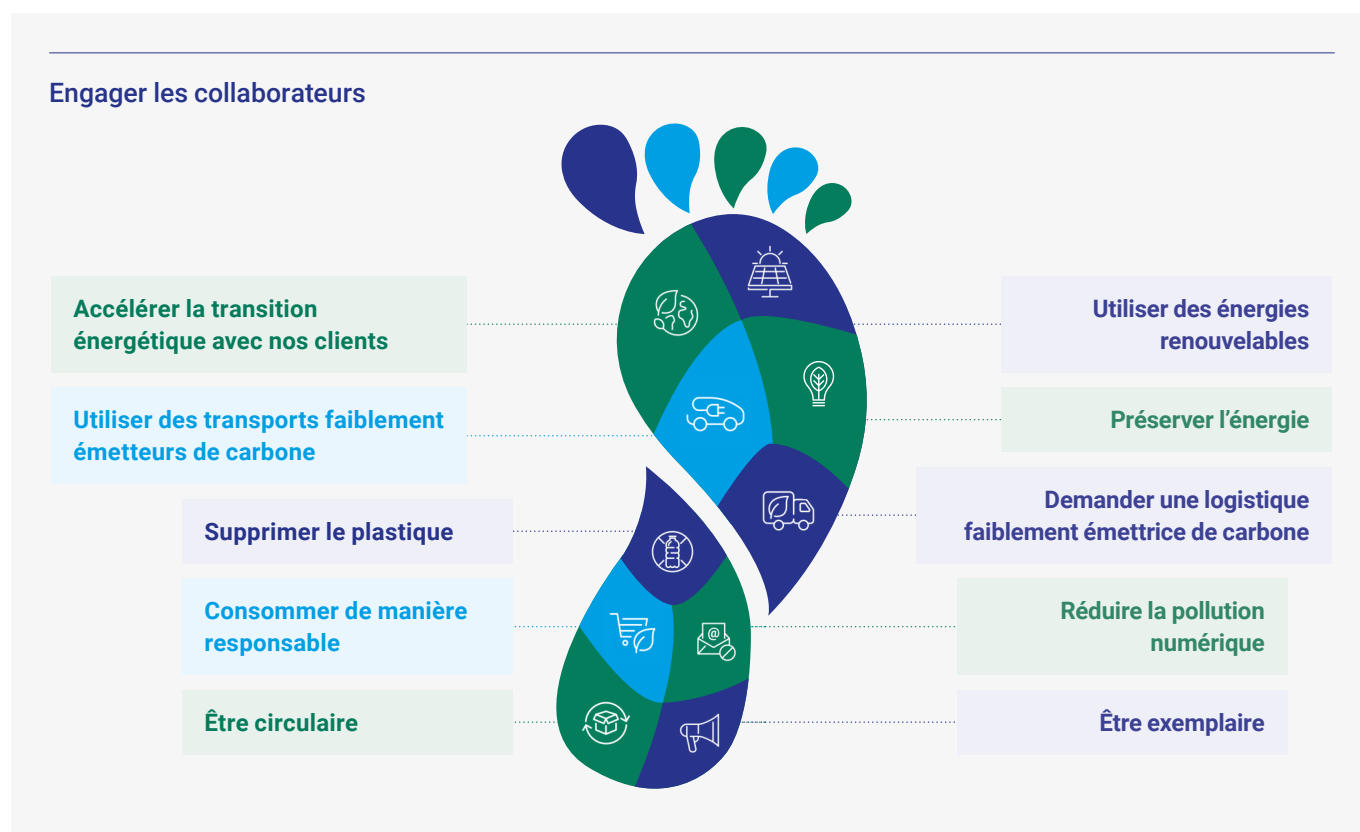 Engager les collaborateurs
Accélérer la transition
énergétique avec nos clients
Utiliser des transports faiblement
émetteurs de carbone
Supprimer le plastique
Consommer de manière
responsable
Être circulaire
Utiliser des énergies
renouvelables
Préserver l’énergie
Demander une logistique
faiblement émettrice de carbone
Réduire la pollution
numérique
Être exemplaire
@